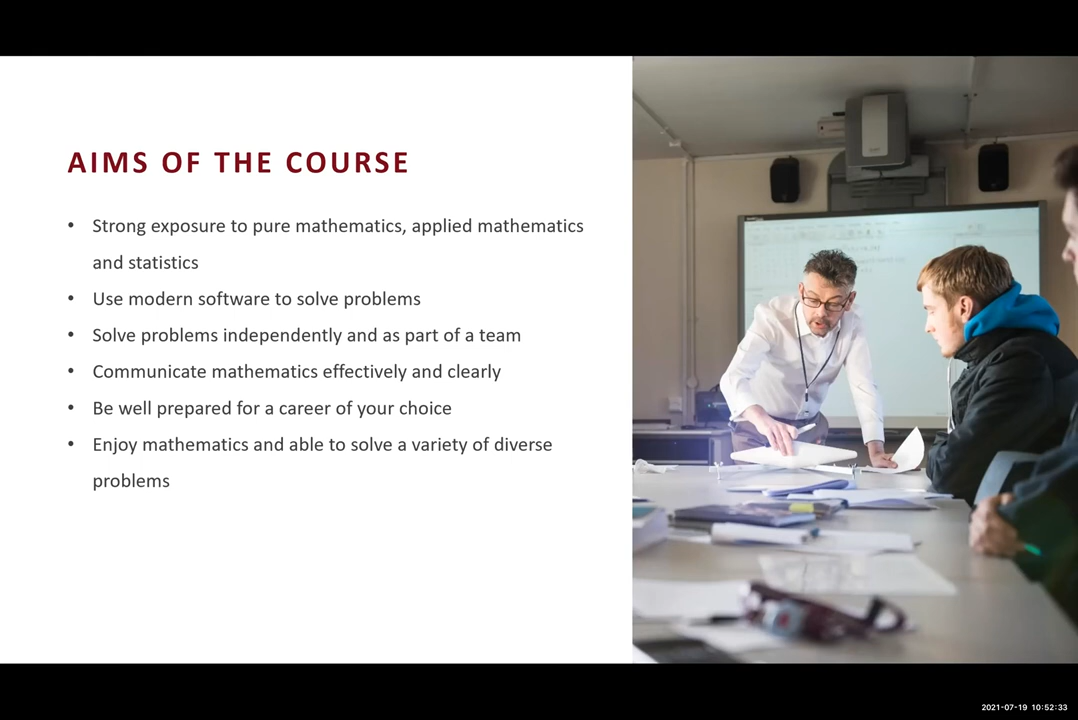 AIMS OF THE COURSE
• Strong exposure to pure mathematics, applied mathematics
and statistics
• Use modern software to solve problems
• Solve problems independently and as part of a team
• Communicate mathematics effectively and clearly
• Be well prepared for a career of your choice
• Enjoy mathematics and able to solve a variety of diverse
problems
2021-07-19 10:52:33